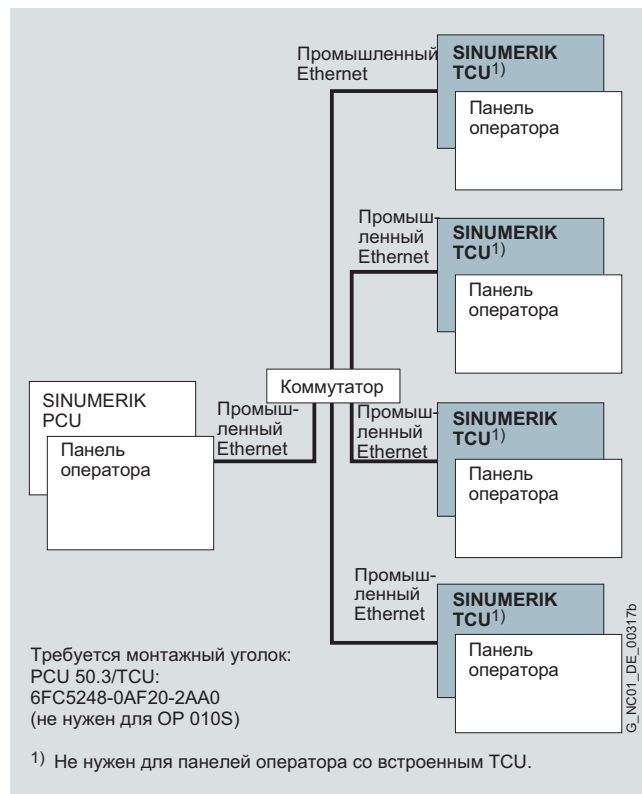 Промышленный
Ethernet
SINUMERIK
TCU1)
Панель
оператора
Промыш-
ленный
Ethernet
SINUMERIK
TCU1)
Панель
оператора
Коммутатор
SINUMERIK
PCU
Панель
оператора
Промыш-
ленный
Ethernet
Промыш-
ленный
Ethernet
SINUMERIK
TCU1)
Панель
оператора
Промыш-
ленный
Ethernet
SINUMERIK
TCU1)
Панель
оператора
Требуется монтажный уголок:
PCU 50.3/TCU:
6FC5248-0AF20-2AA0
(не нужен для OP 010S)
1) Не нужен для панелей оператора со встроенным TCU.
G_NC01_DE_00317b